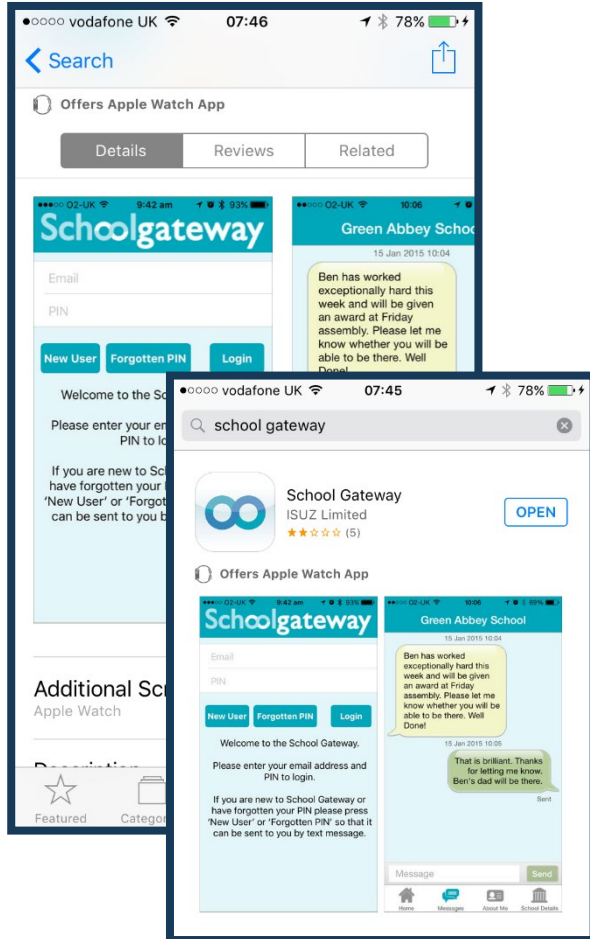 vodafone UK 07:46 78%
Search
Offers Apple Watch App
Details Reviews Related
O2-UK 9:42 am 93%
Schoolgateway
Email
PIN
New User Forgotten PIN Login
Welcome to the Sc
Please enter your em
PIN to lo
If you are new to Sch
have forgotten your
'New User' or 'Forgot
can be sent to you b
O2-UK 10:06
Green Abbey Schoo
15 Jan 2015 10:04
Ben has worked
exceptionally hard this
week and will be given
an award at Friday
assembly. Please let me
know whether you will be
able to be there. Well
Done!
Additional Scr
Apple Watch
Description
Featured Categor
vodafone UK 07:45 78%
school gateway
School Gateway
ISUZ Limited
(5)
OPEN
Offers Apple Watch App
O2-UK 9:42 am 93%
Schoolgateway
Email
PIN
New User Forgotten PIN Login
Welcome to the School Gateway.
Please enter your email address and
PIN to login.
If you are new to School Gateway or
have forgotten your PIN please press
'New User' or 'Forgotten PIN' so that it
can be sent to you by text message.
O2-UK 10:06 89%
Green Abbey School
15 Jan 2015 10:04
Ben has worked
exceptionally hard this
week and will be given
an award at Friday
assembly. Please let me
know whether you will be
able to be there. Well
Done!
15 Jan 2015 10:05
That is brilliant. Thanks
for letting me know.
Ben's dad will be there.
Sent
Message Send
Home Messages About Me School Details